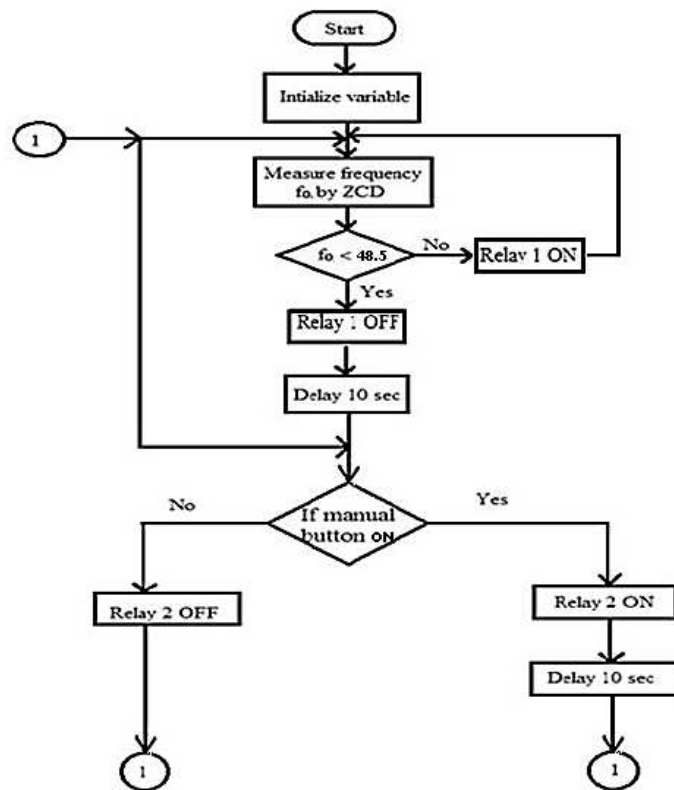 Start
Intialize variable
1
Measure frequency
fo. by ZCD
fo < 48.5
No
Relay 1 ON
Yes
Relay 1 OFF
Delay 10 sec
No
If manual
button ON
Yes
Relay 2 OFF
Relay 2 ON
Delay 10 sec
1
1